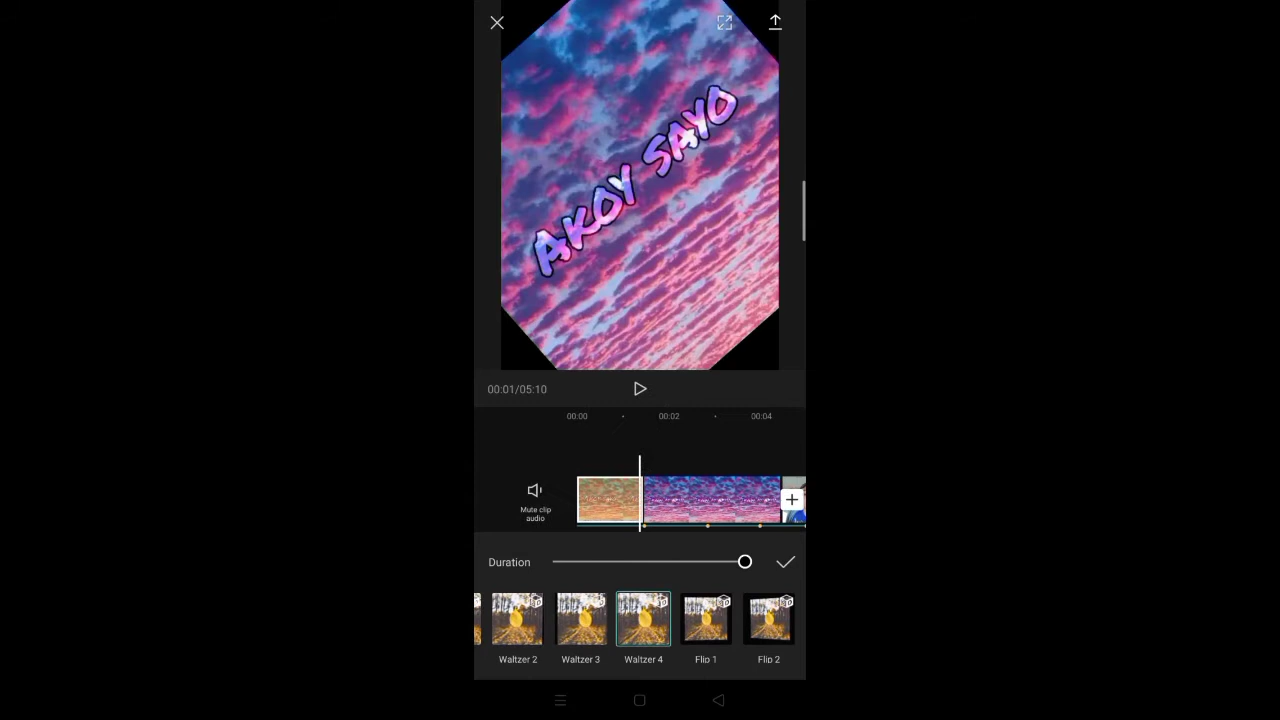 AKOY SAYO
00:01/05:10
00:00
00:02
00:04
Mute clip
audio
Duration
Waltzer 2
Waltzer 3
Waltzer 4
Flip 1
Flip 2